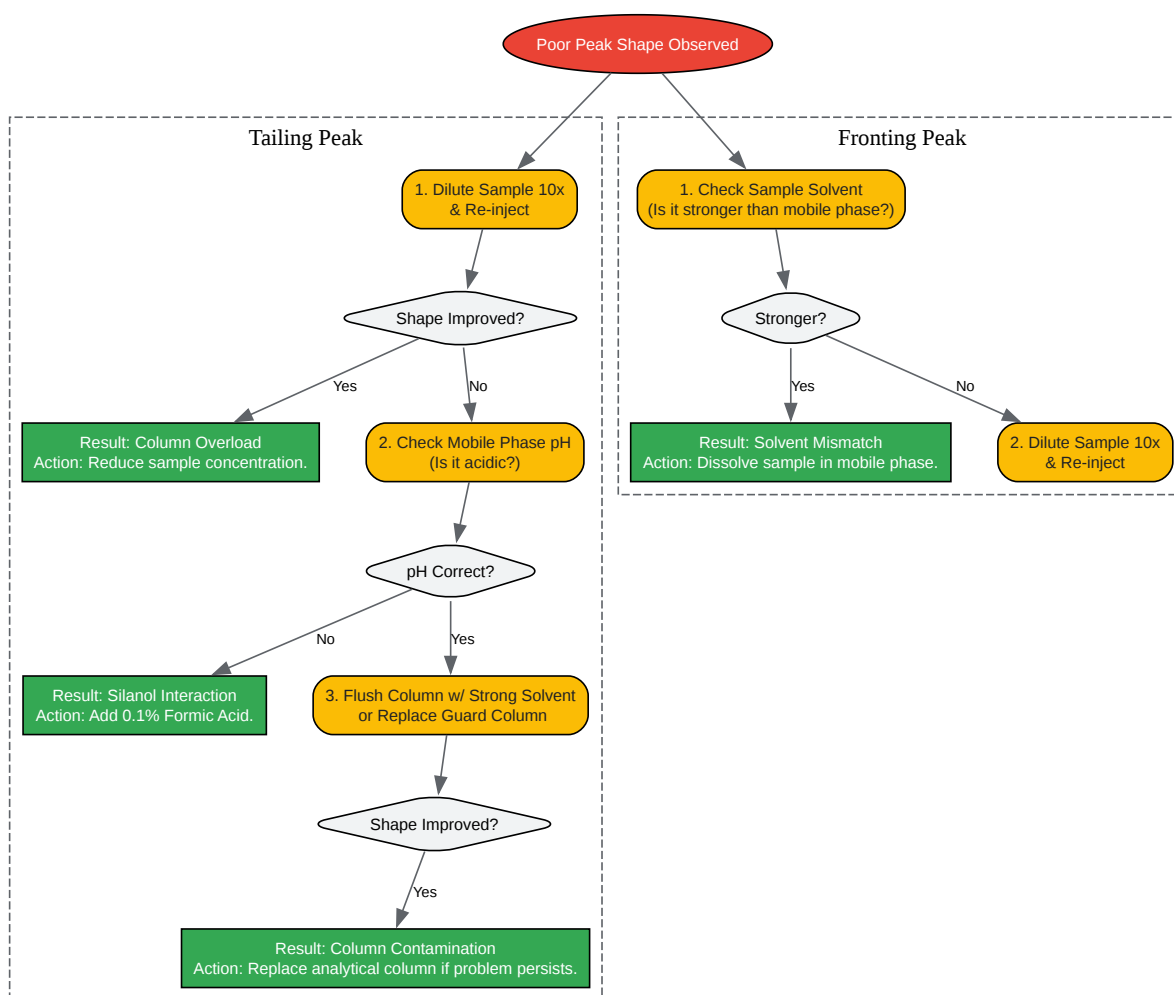 Poor Peak Shape Observed
Tailing Peak
1. Dilute Sample 10x
& Re-inject
Shape Improved?
Yes
No
Result: Column Overload
Action: Reduce sample concentration.
2. Check Mobile Phase pH
(Is it acidic?)
pH Correct?
No
Yes
Result: Silanol Interaction
Action: Add 0.1% Formic Acid.
3. Flush Column w/ Strong Solvent
or Replace Guard Column
Shape Improved?
Yes
Result: Column Contamination
Action: Replace analytical column if problem persists.
Fronting Peak
1. Check Sample Solvent
(Is it stronger than mobile phase?)
Stronger?
Yes
No
Result: Solvent Mismatch
Action: Dissolve sample in mobile phase.
2. Dilute Sample 10x
& Re-inject